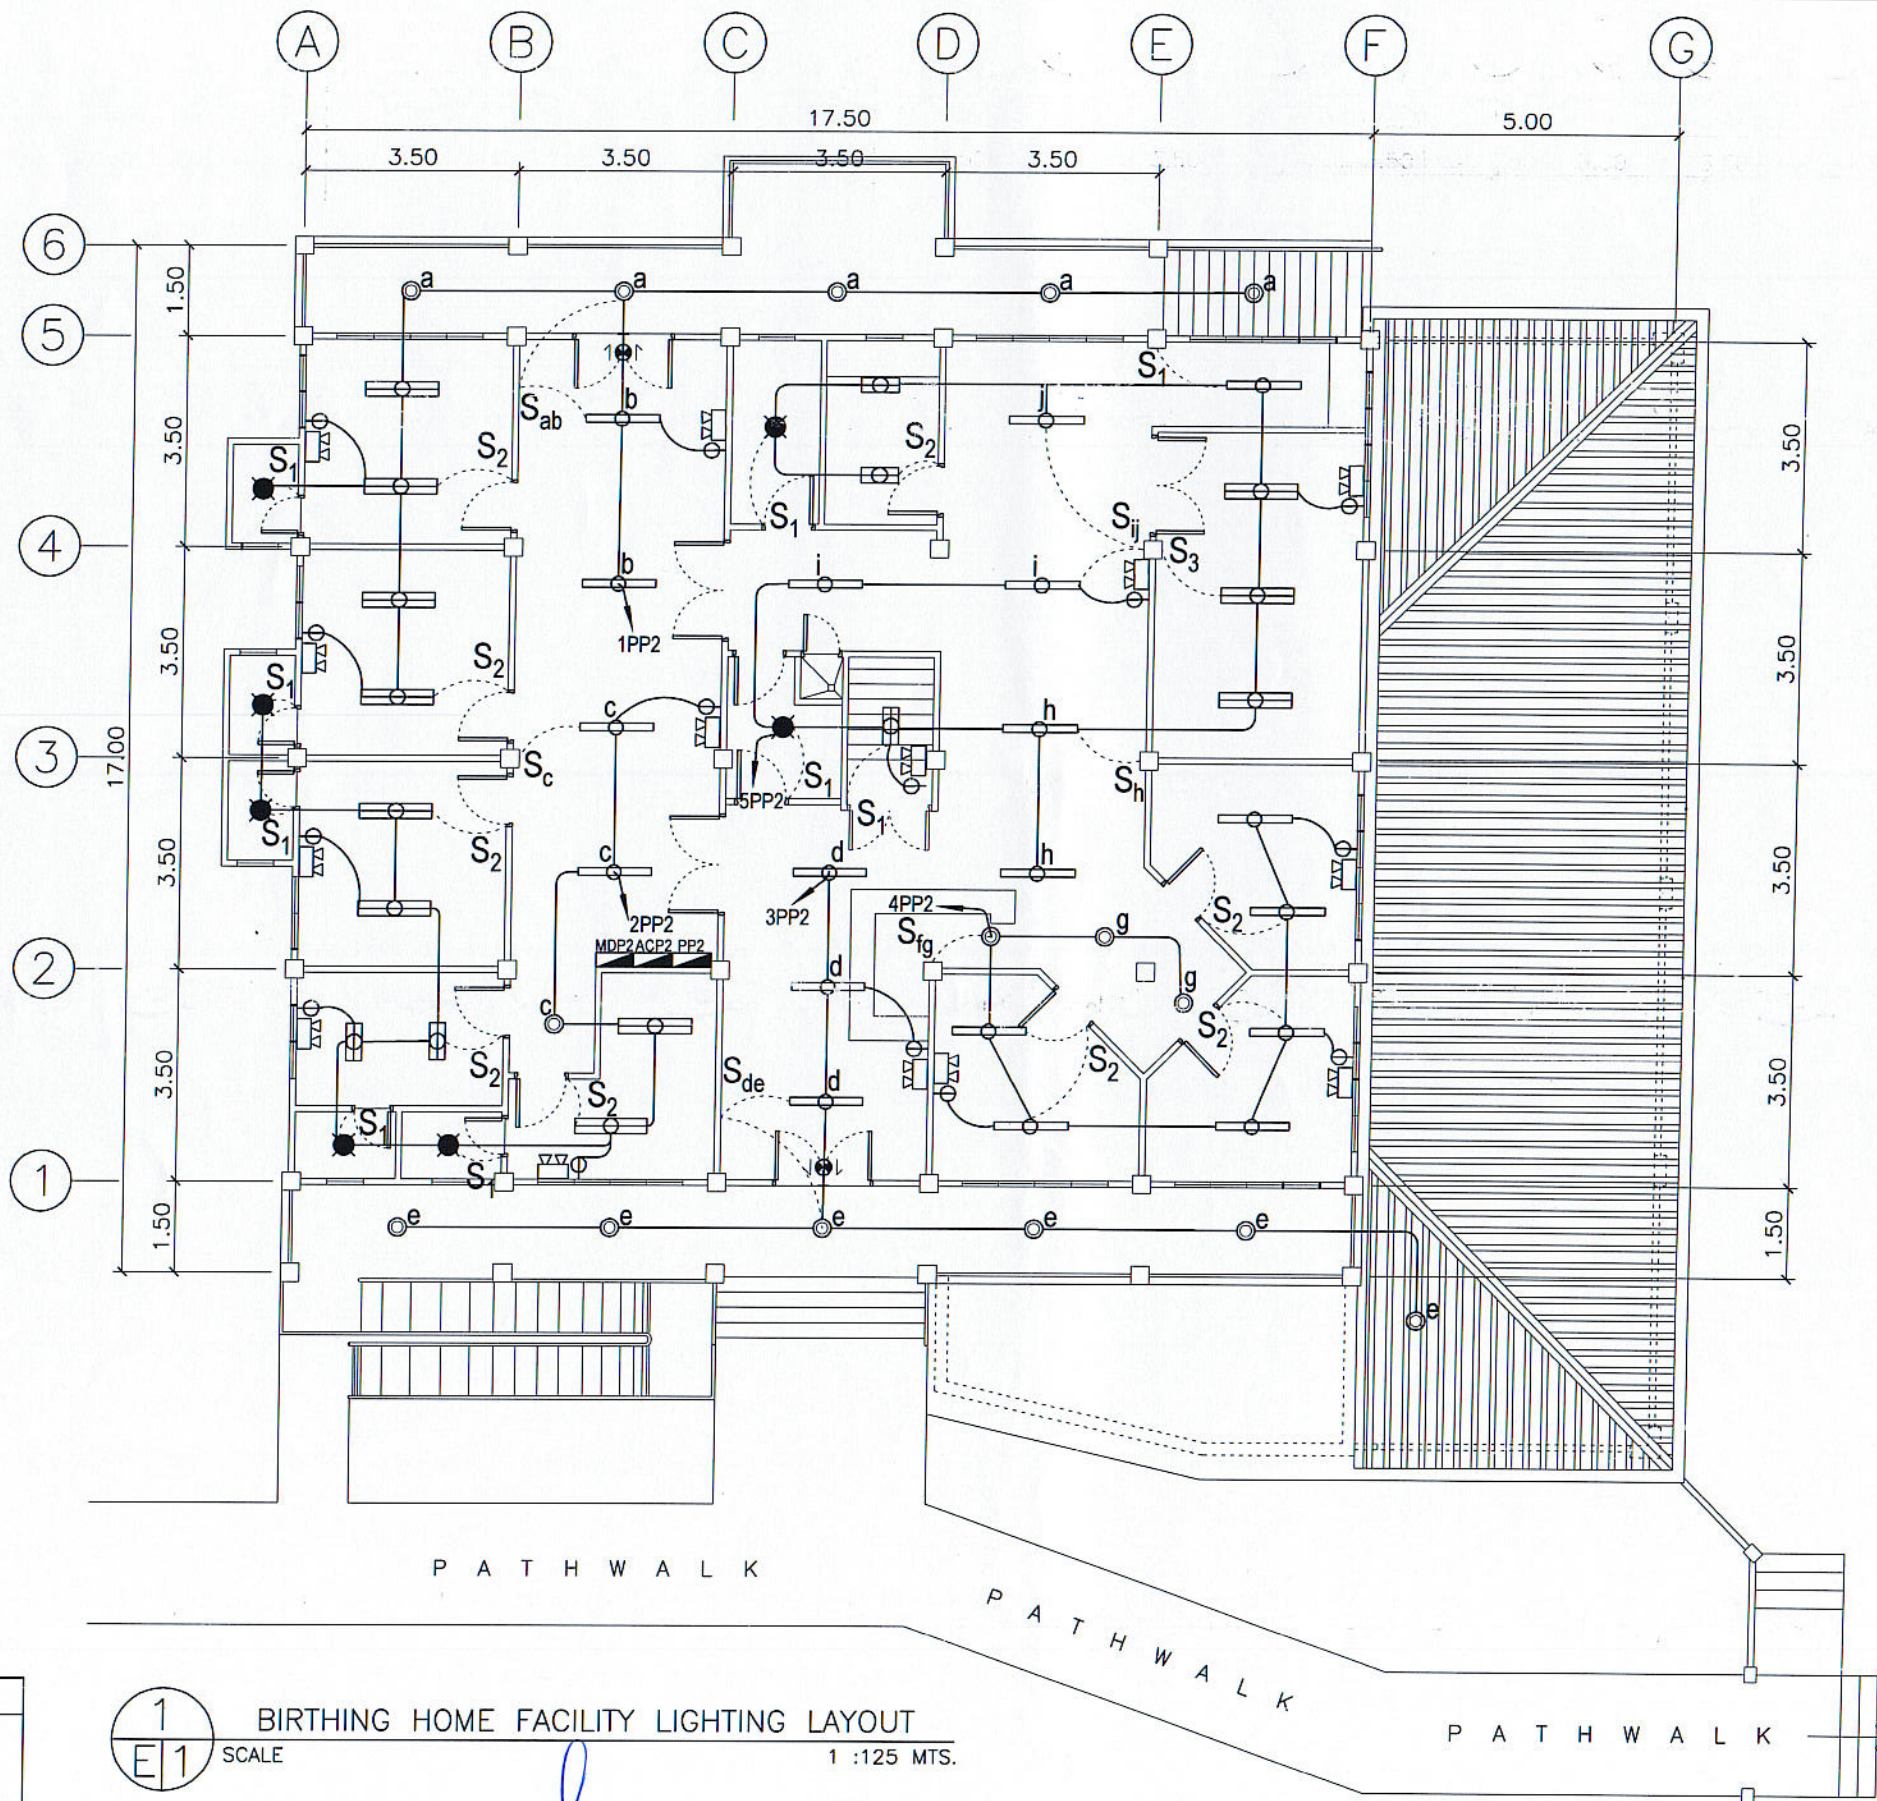 A B C D E F G
17.50 5.00
3.50 3.50 3.50 3.50
6
1.50
a a a a a
5
S1
j
b
Sab
S2
S2
3.50
3.50
S1
S1
Sij
4
S3
b
i i
1PP2
3.50
3.50
S2
S1
c
h
17.00
3
Sc
S1
Sh
5PP2
S1
S1
S2
3.50
3.50
c
d
h
2PP2
3PP2
4PP2
S2
MDP2 ACP2 PP2
Sfg
g
2
d
g
c
S2
S2
S2
3.50
3.50
Sde
S2
d
S1
1
S1
1.50
1.50
e e e e e
e
PATHWALK
PATHWALK
PATHWALK
1
E 1
BIRTHING HOME FACILITY LIGHTING LAYOUT
SCALE 1 :125 MTS.